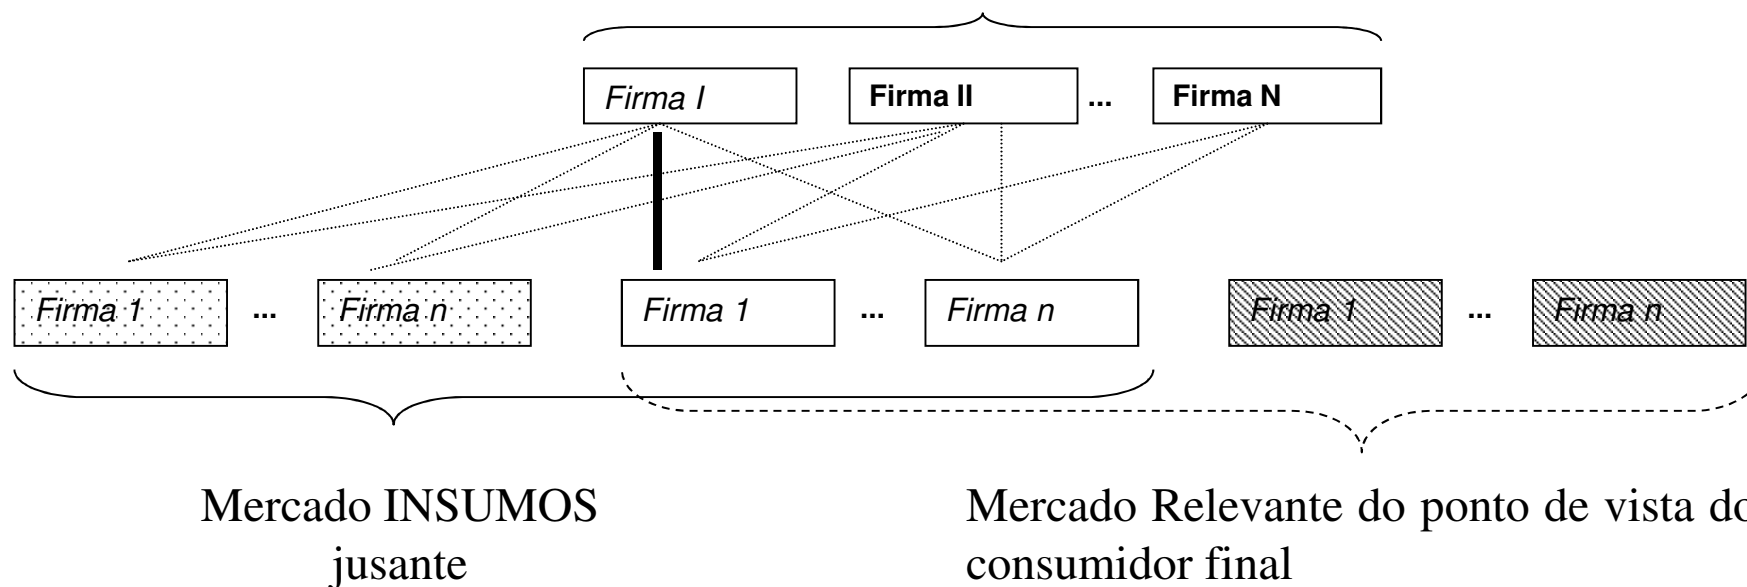 Firma I Firma II ... Firma N
Firma 1 ... Firma n Firma 1 ... Firma n Firma 1 ... Firma n
Mercado INSUMOS
jusante
Mercado Relevante do ponto de vista do
consumidor final